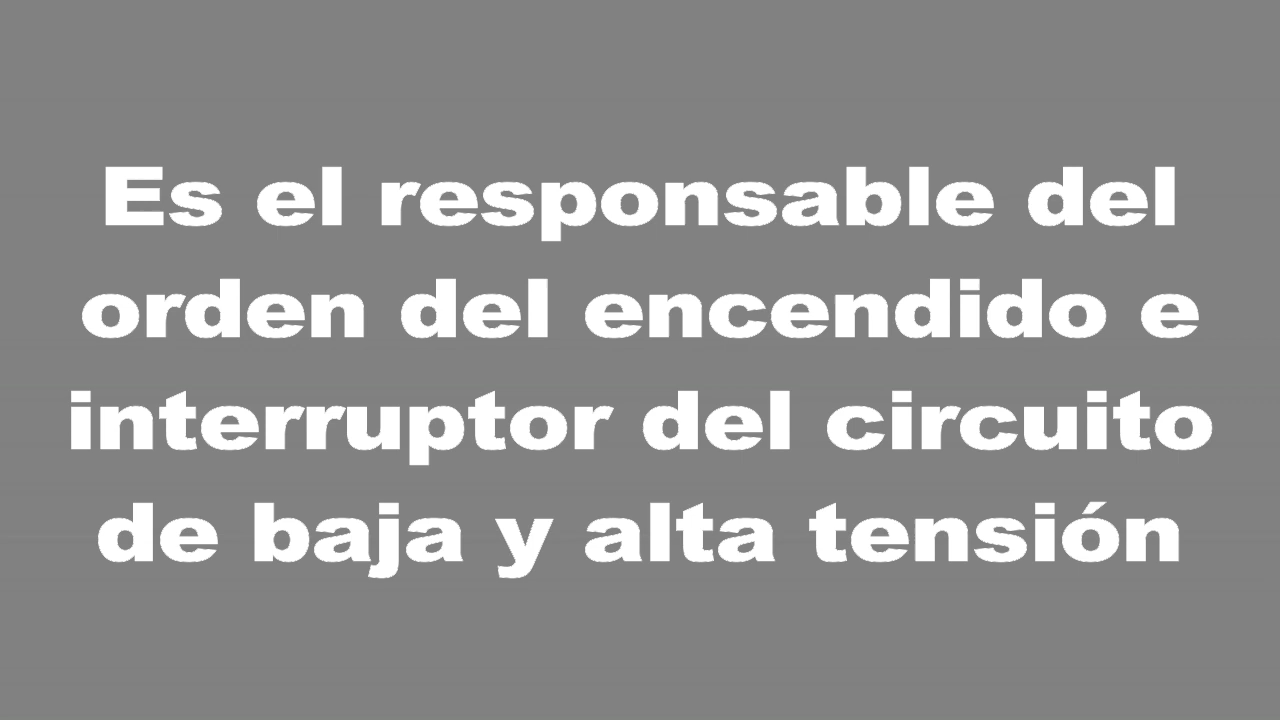 Es el responsable del
orden del encendido e
interruptor del circuito
de baja y alta tensión